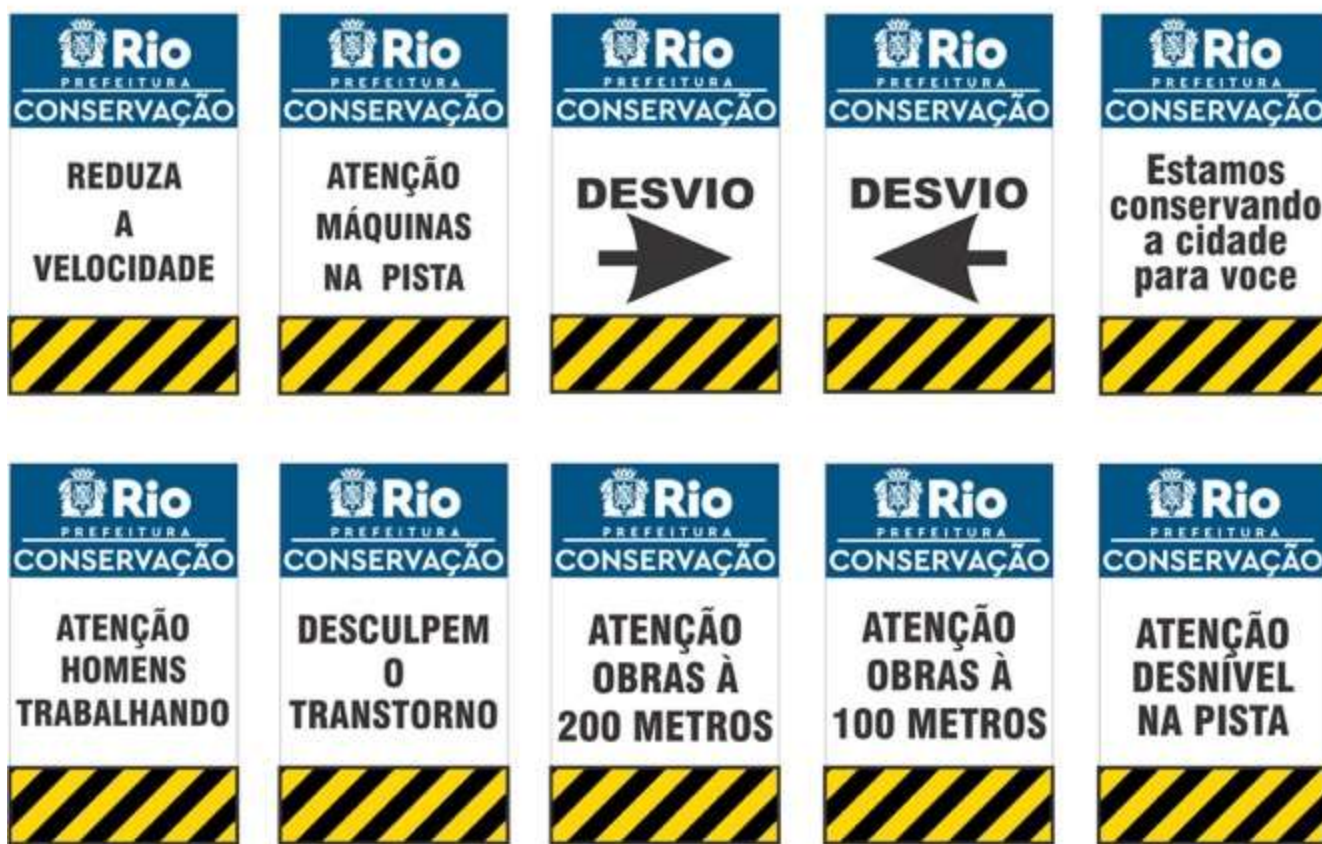 Rio
PREFEITURA
CONSERVAÇÃO
REDUZA
A
VELOCIDADE
Rio
PREFEITURA
CONSERVAÇÃO
ATENÇÃO
MÁQUINAS
NA PISTA
Rio
PREFEITURA
CONSERVAÇÃO
DESVIO
Rio
PREFEITURA
CONSERVAÇÃO
DESVIO
Rio
PREFEITURA
CONSERVAÇÃO
Estamos
conservando
a cidade
para voce
Rio
PREFEITURA
CONSERVAÇÃO
ATENÇÃO
HOMENS
TRABALHANDO
Rio
PREFEITURA
CONSERVAÇÃO
DESCULPEM
O
TRANSTORNO
Rio
PREFEITURA
CONSERVAÇÃO
ATENÇÃO
OBRAS À
200 METROS
Rio
PREFEITURA
CONSERVAÇÃO
ATENÇÃO
OBRAS À
100 METROS
Rio
PREFEITURA
CONSERVAÇÃO
ATENÇÃO
DESNÍVEL
NA PISTA